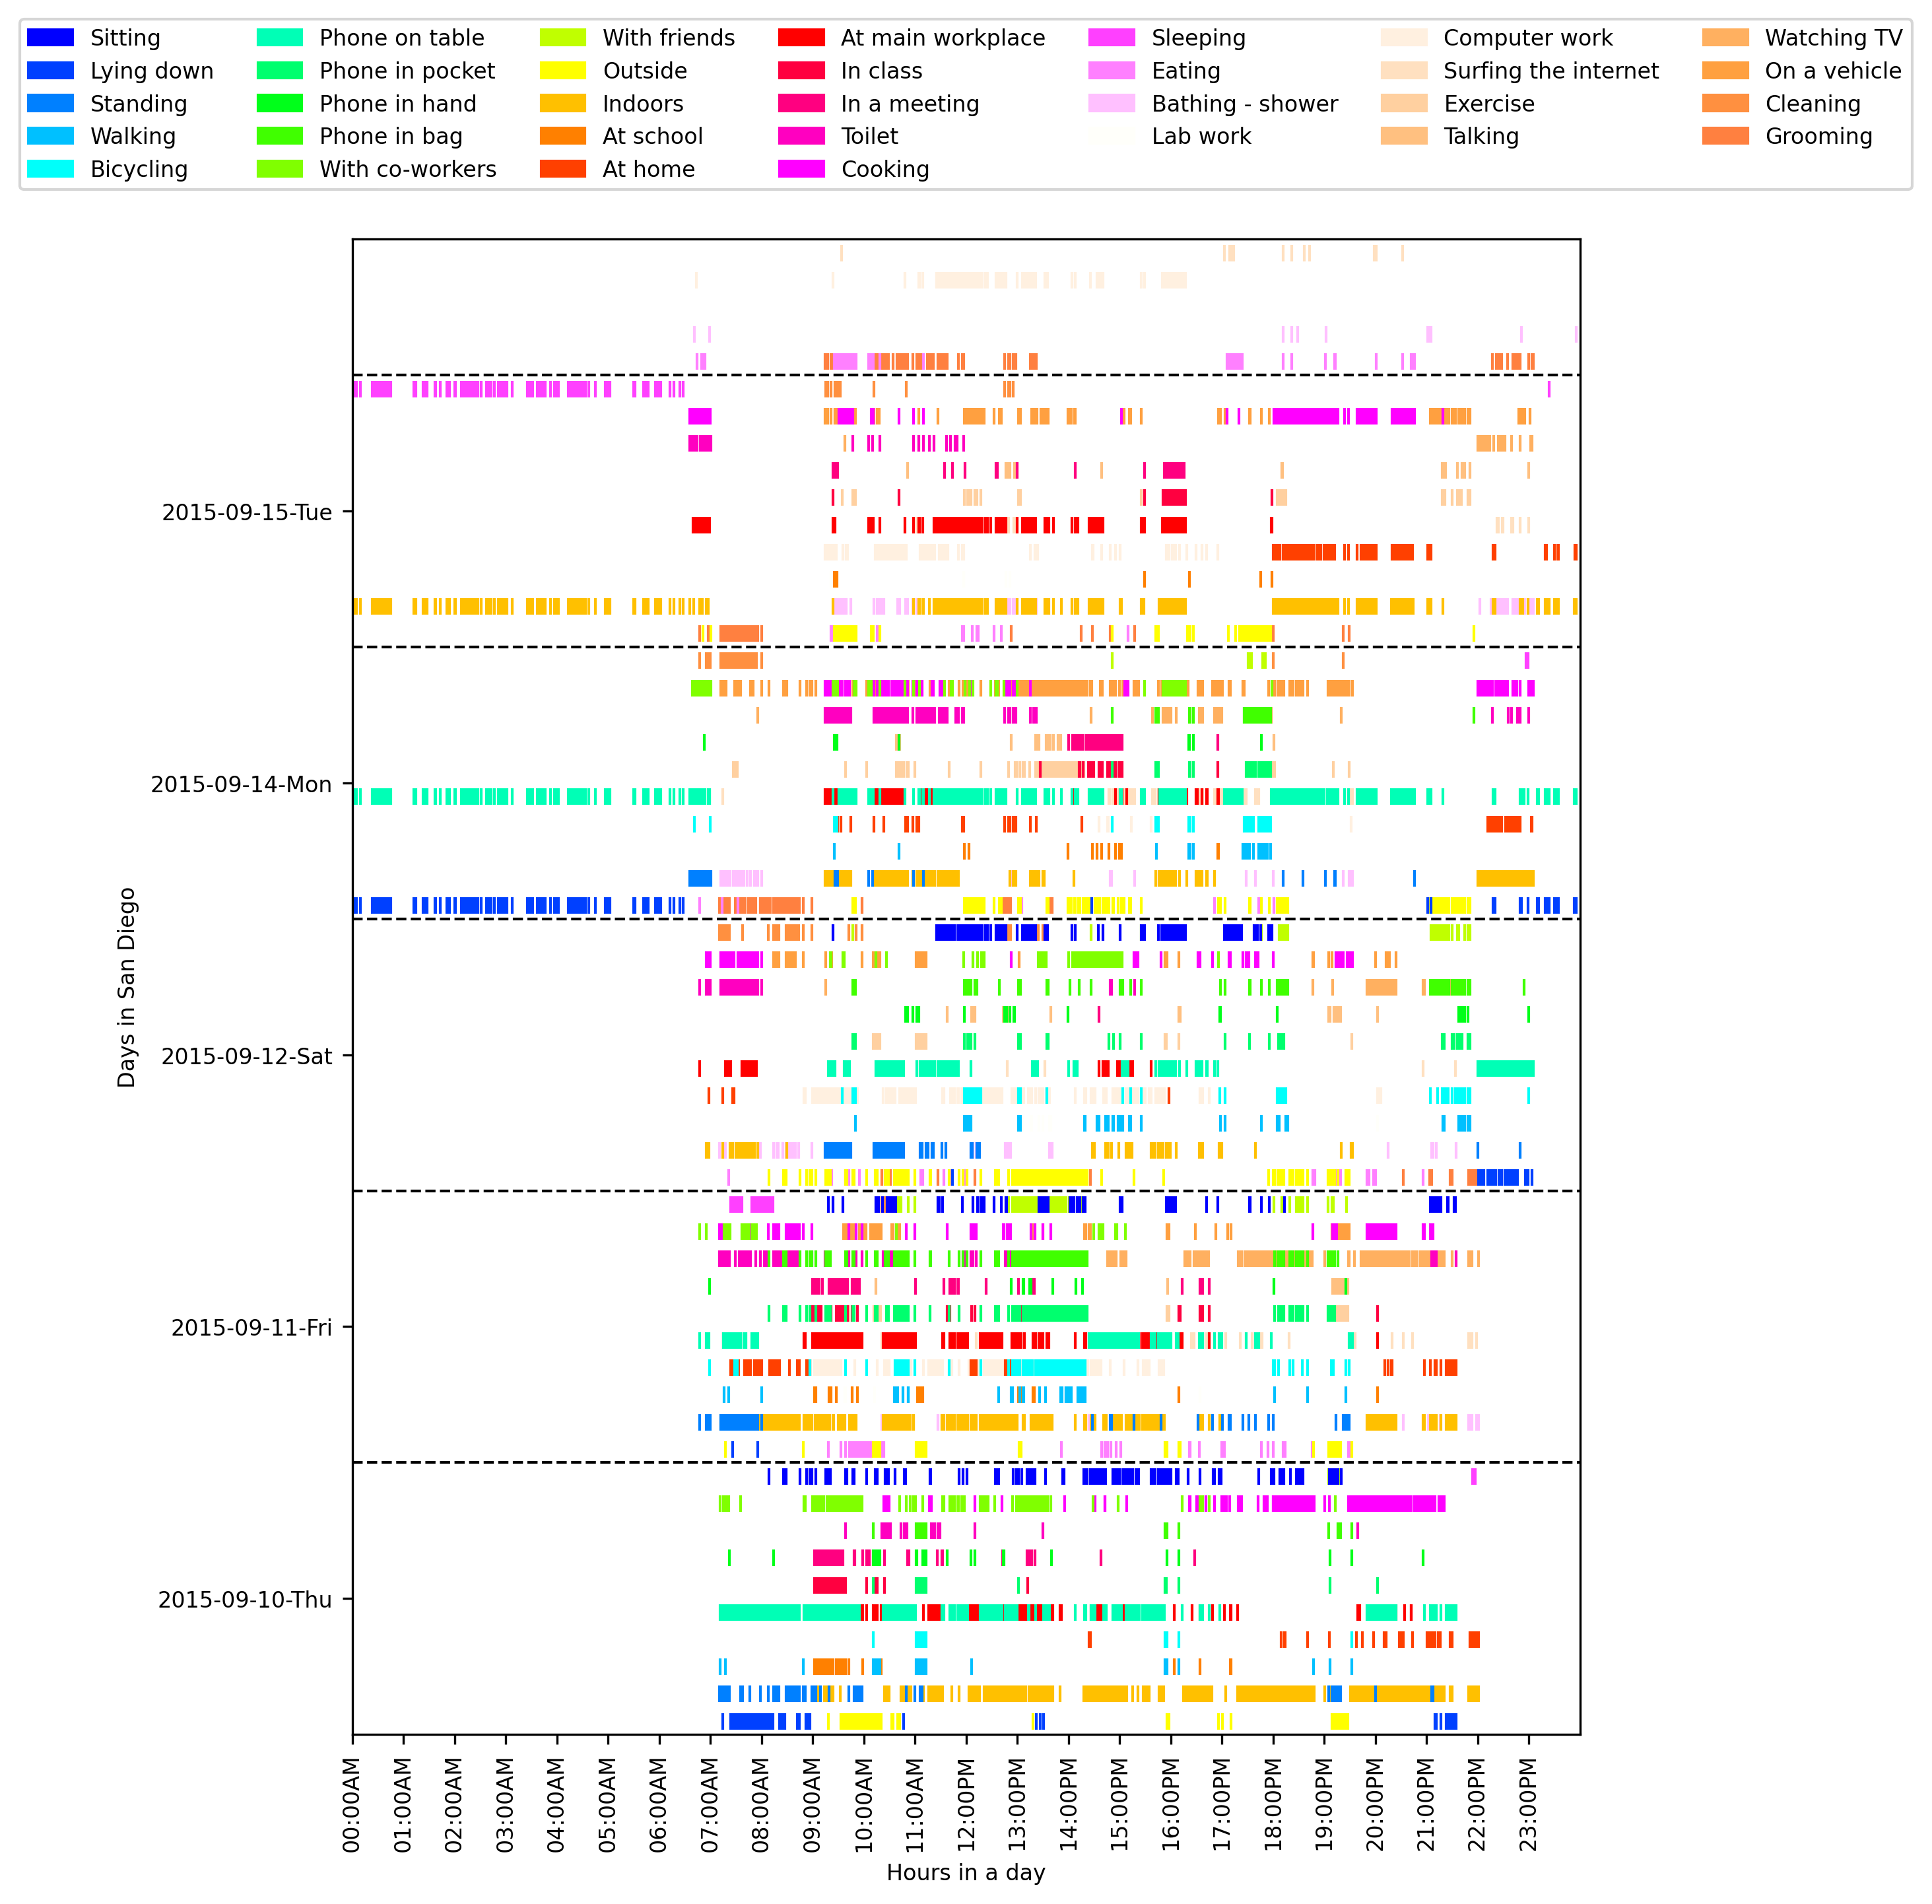 Sitting
Lying down
Standing
Walking
Bicycling
Phone on table
Phone in pocket
Phone in hand
Phone in bag
With co-workers
With friends
Outside
Indoors
At school
At home
At main workplace
In class
In a meeting
Toilet
Cooking
Sleeping
Eating
Bathing - shower
Lab work
Computer work
Surfing the internet
Exercise
Talking
Watching TV
On a vehicle
Cleaning
Grooming
Days in San Diego
2015-09-15-Tue
2015-09-14-Mon
2015-09-12-Sat
2015-09-11-Fri
2015-09-10-Thu
00:00AM
01:00AM
02:00AM
03:00AM
04:00AM
05:00AM
06:00AM
07:00AM
08:00AM
09:00AM
10:00AM
11:00AM
12:00PM
13:00PM
14:00PM
15:00PM
16:00PM
17:00PM
18:00PM
19:00PM
20:00PM
21:00PM
22:00PM
23:00PM
Hours in a day